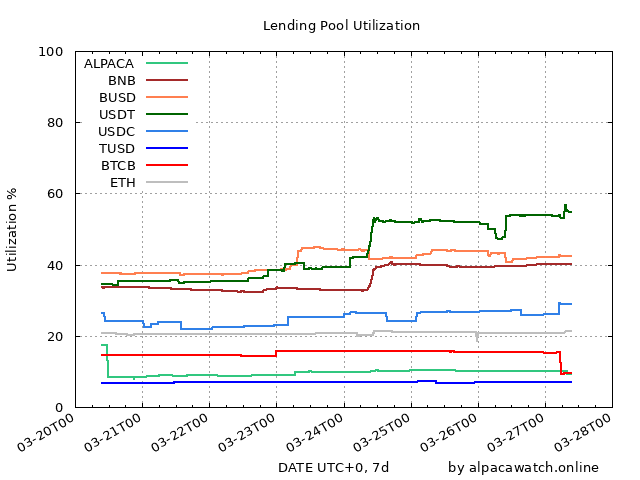 Lending Pool Utilization
100
80
60
40
20
0
Utilization %
ALPACA
BNB
BUSD
USDT
USDC
TUSD
BTCB
ETH
03-20T00
03-21T00
03-22T00
03-23T00
03-24T00
03-25T00
03-26T00
03-27T00
03-28T00
DATE UTC+0, 7d
by alpacawatch.online